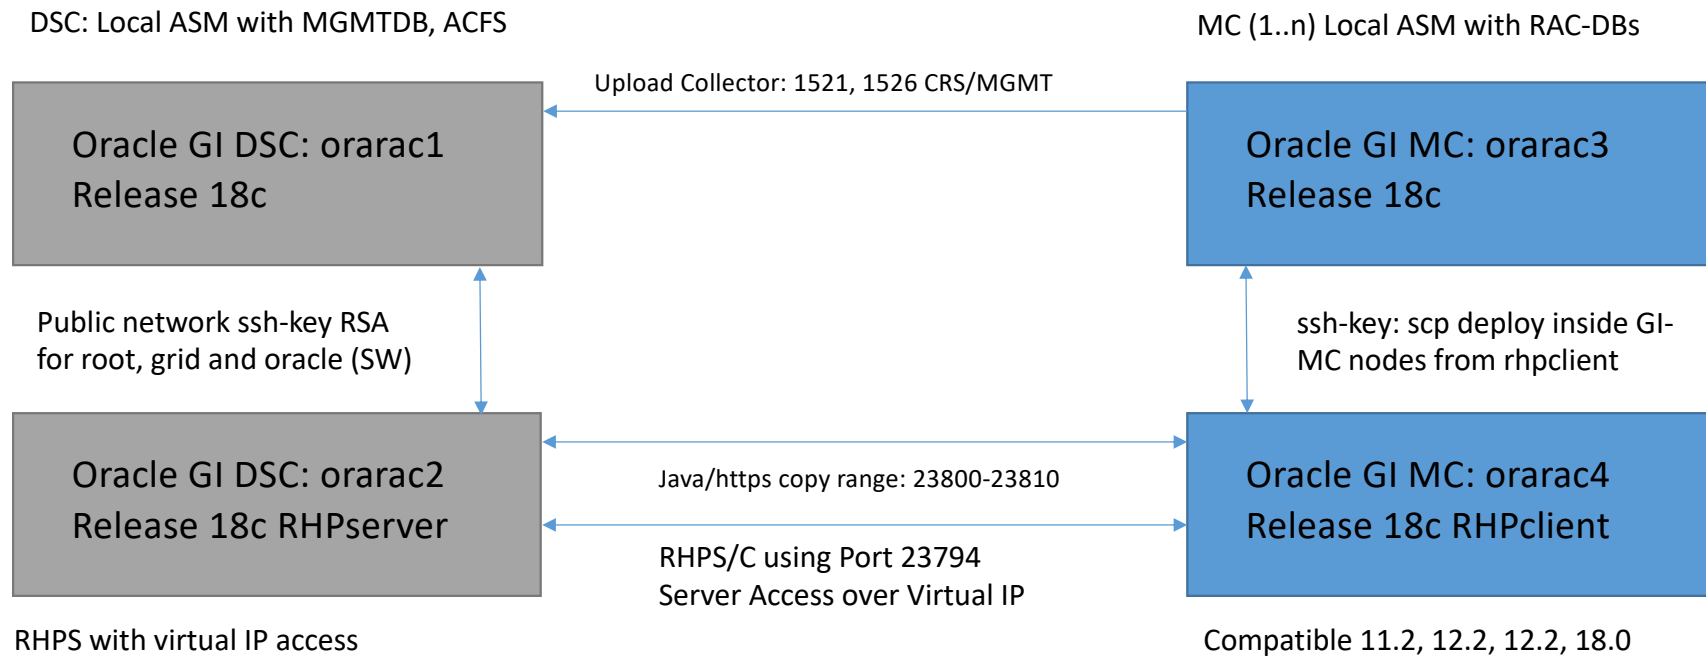 DSC: Local ASM with MGMTDB, ACFS
MC (1..n) Local ASM with RAC-DBs
Upload Collector: 1521, 1526 CRS/MGMT
Oracle GI DSC: orarac1
Release 18c
Oracle GI MC: orarac3
Release 18c
Public network ssh-key RSA
for root, grid and oracle (SW)
ssh-key: scp deploy inside GI-
MC nodes from rhpclient
Oracle GI DSC: orarac2
Release 18c RHPserver
Java/https copy range: 23800-23810
Oracle GI MC: orarac4
Release 18c RHPclient
RHPS/C using Port 23794
Server Access over Virtual IP
RHPS with virtual IP access
Compatible 11.2, 12.2, 12.2, 18.0